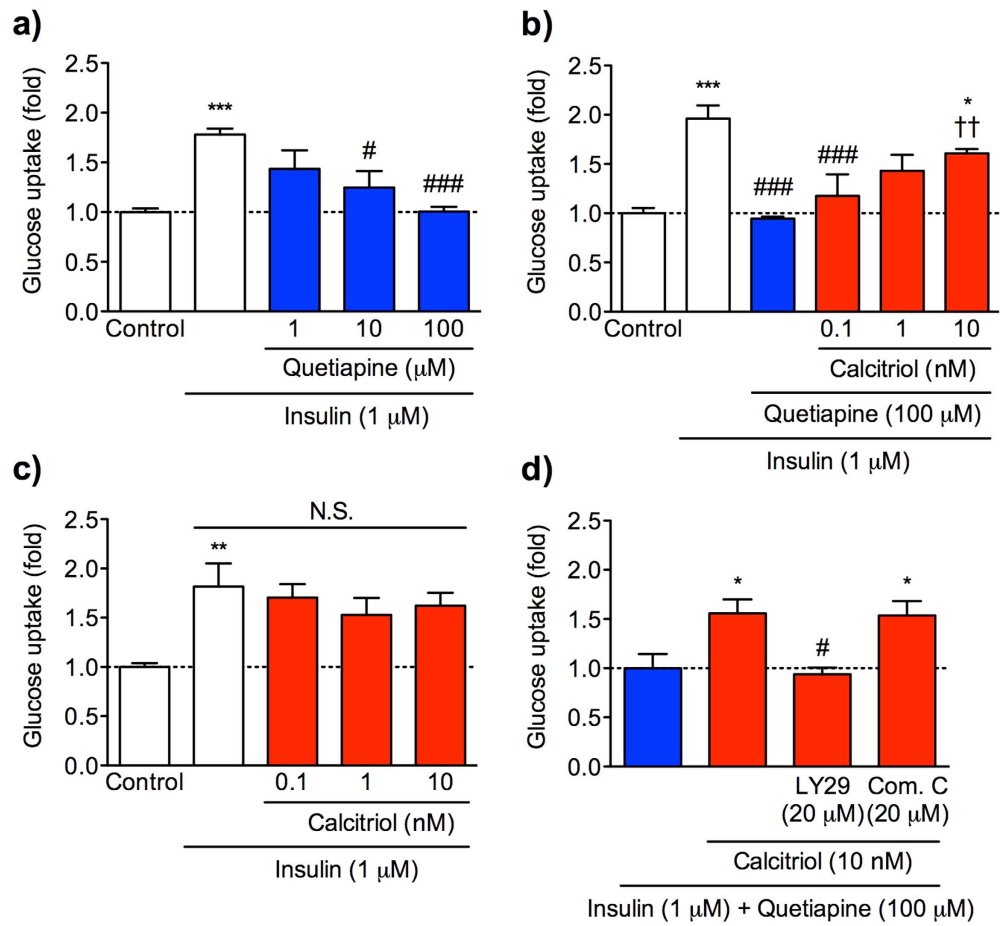 a)
Glucose uptake (fold)
2.5
2.0
1.5
1.0
0.5
0.0
***
#
###
Control
1 10 100
Quetiapine (μM)
Insulin (1 μM)
b)
Glucose uptake (fold)
2.5
2.0
1.5
1.0
0.5
0.0
***
###
###
*
††
Control
0.1 1 10
Calcitriol (nM)
Quetiapine (100 μM)
Insulin (1 μM)
c)
Glucose uptake (fold)
2.5
2.0
1.5
1.0
0.5
0.0
N.S.
**
Control
0.1 1 10
Calcitriol (nM)
Insulin (1 μM)
d)
Glucose uptake (fold)
2.5
2.0
1.5
1.0
0.5
0.0
*
#
*
LY29 Com. C
(20 μM) (20 μM)
Calcitriol (10 nM)
Insulin (1 μM) + Quetiapine (100 μM)